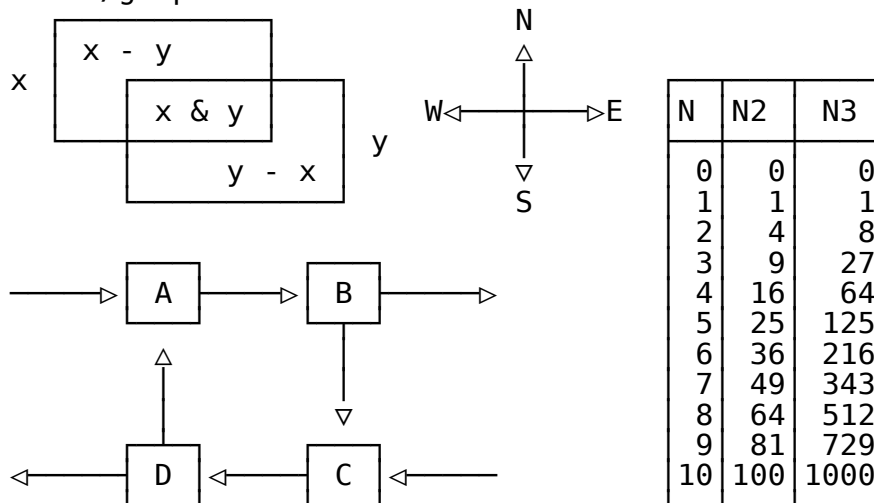 x - y
x
x & y
y
y - x
N
W E
S
A B
D C
N N2 N3
0 0 0
1 1 1
2 4 8
3 9 27
4 16 64
5 25 125
6 36 216
7 49 343
8 64 512
9 81 729
10 100 1000